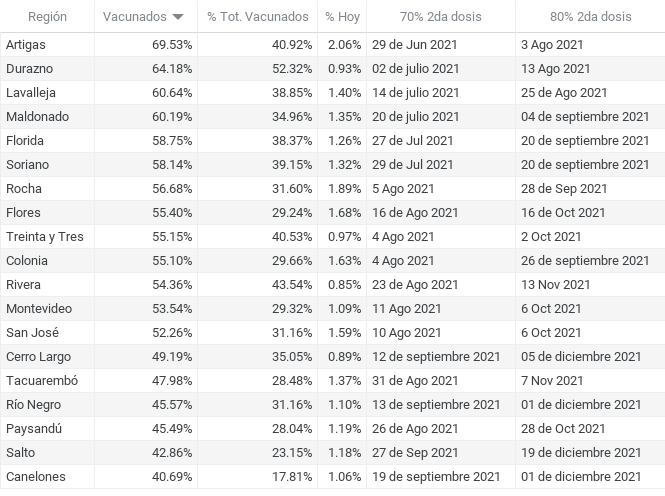 Región Vacunados % Tot. Vacunados % Hoy 70% 2da dosis 80% 2da dosis
Artigas 69.53% 40.92% 2.06% 29 de Jun 2021 3 Ago 2021
Durazno 64.18% 52.32% 0.93% 02 de julio 2021 13 Ago 2021
Lavalleja 60.64% 38.85% 1.40% 14 de julio 2021 25 de Ago 2021
Maldonado 60.19% 34.96% 1.35% 20 de julio 2021 04 de septiembre 2021
Florida 58.75% 38.37% 1.26% 27 de Jul 2021 20 de septiembre 2021
Soriano 58.14% 39.15% 1.32% 29 de Jul 2021 20 de septiembre 2021
Rocha 56.68% 31.60% 1.89% 5 Ago 2021 28 de Sep 2021
Flores 55.40% 29.24% 1.68% 16 de Ago 2021 16 de Oct 2021
Treinta y Tres 55.15% 40.53% 0.97% 4 Ago 2021 2 Oct 2021
Colonia 55.10% 29.66% 1.63% 4 Ago 2021 26 de septiembre 2021
Rivera 54.36% 43.54% 0.85% 23 de Ago 2021 13 Nov 2021
Montevideo 53.54% 29.32% 1.09% 11 Ago 2021 6 Oct 2021
San José 52.26% 31.16% 1.59% 10 Ago 2021 6 Oct 2021
Cerro Largo 49.19% 35.05% 0.89% 12 de septiembre 2021 05 de diciembre 2021
Tacuarembó 47.98% 28.48% 1.37% 31 de Ago 2021 7 Nov 2021
Río Negro 45.57% 31.16% 1.10% 13 de septiembre 2021 01 de diciembre 2021
Paysandú 45.49% 28.04% 1.19% 26 de Ago 2021 28 de Oct 2021
Salto 42.86% 23.15% 1.18% 27 de Sep 2021 19 de diciembre 2021
Canelones 40.69% 17.81% 1.06% 19 de septiembre 2021 01 de diciembre 2021